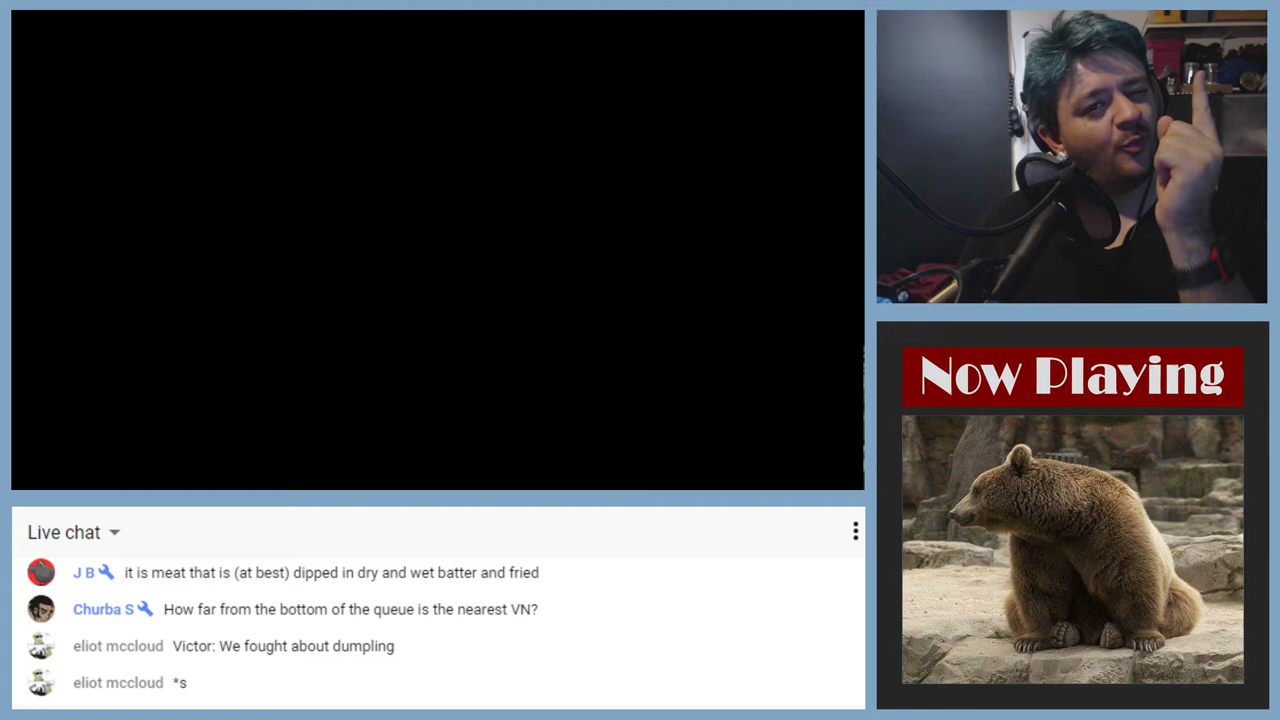 Now Playing
Live chat
J B it is meat that is (at best) dipped in dry and wet batter and fried
Churba S How far from the bottom of the queue is the nearest VN?
eliot mccloud Victor: We fought about dumpling
eliot mccloud *s